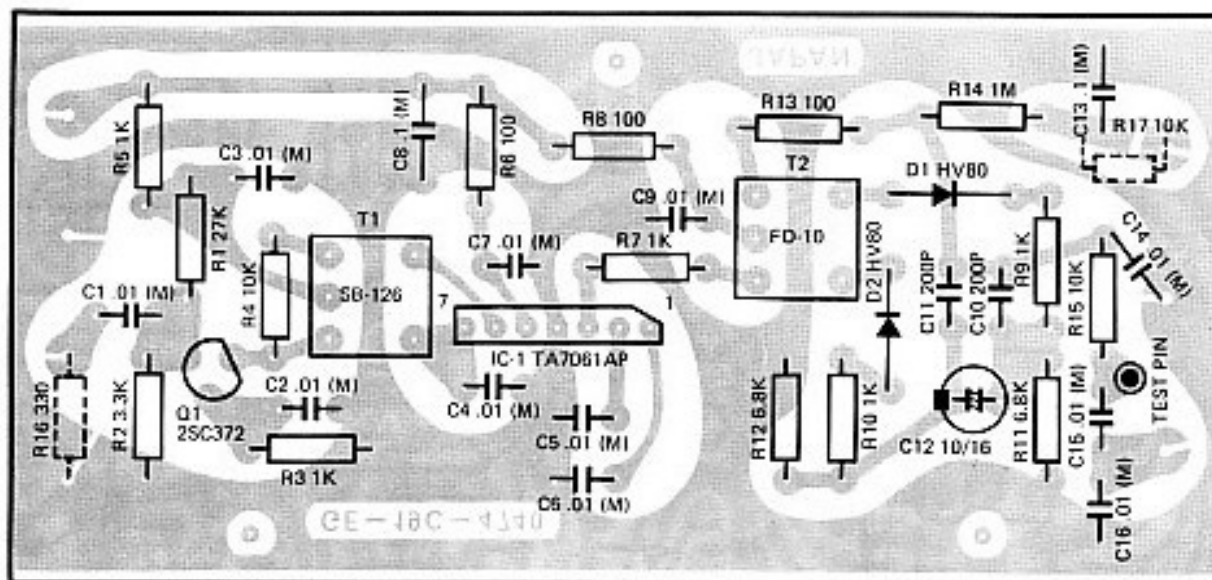 JAPAN
R5 1K
C3 .01 (M)
C8 .1 (M)
R6 100
R8 100
R13 100
R14 1M
C13 .1 (M)
R17 10K
R1 27K
T1
C9 .01 (M)
T2
D1 HV80
C7 .01 (M)
R7 1K
FD-10
C14 .01 (M)
C1 .01 (M)
R4 10K
SB-126
7
1
D2 HV80
C11 200P
C10 200P
R9 1K
R15 10K
IC-1 TA7061AP
R16 330
R2 3.3K
Q1
2SC372
C2 .01 (M)
C4 .01 (M)
TEST PIN
R3 1K
C5 .01 (M)
R12 6.8K
R10 1K
C12 10/16
R11 6.8K
C15 .01 (M)
C6 .01 (M)
C16 .01 (M)
GE-19C-4740